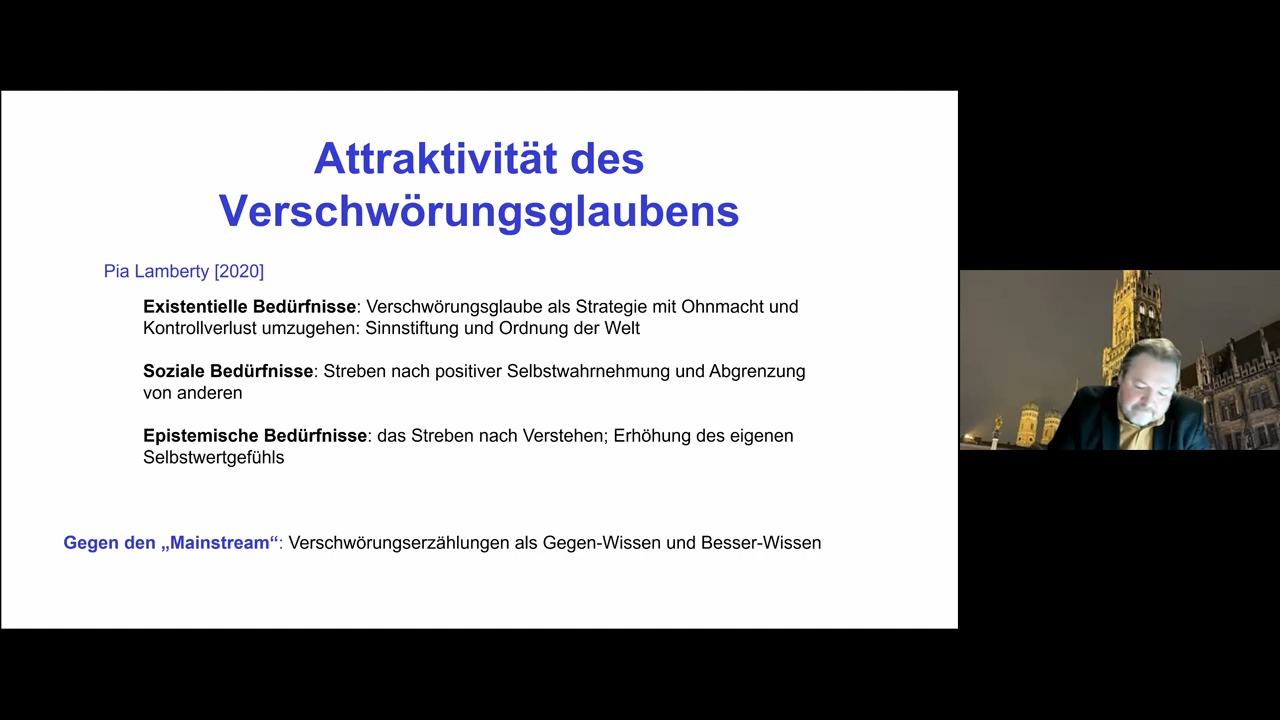 Attraktivität des
Verschwörungsglaubens
Pia Lamberty [2020]
Existentielle Bedürfnisse: Verschwörungsglaube als Strategie mit Ohnmacht und
Kontrollverlust umzugehen: Sinnstiftung und Ordnung der Welt
Soziale Bedürfnisse: Streben nach positiver Selbstwahrnehmung und Abgrenzung
von anderen
Epistemische Bedürfnisse: das Streben nach Verstehen; Erhöhung des eigenen
Selbstwertgefühls
Gegen den „Mainstream“: Verschwörungserzählungen als Gegen-Wissen und Besser-Wissen